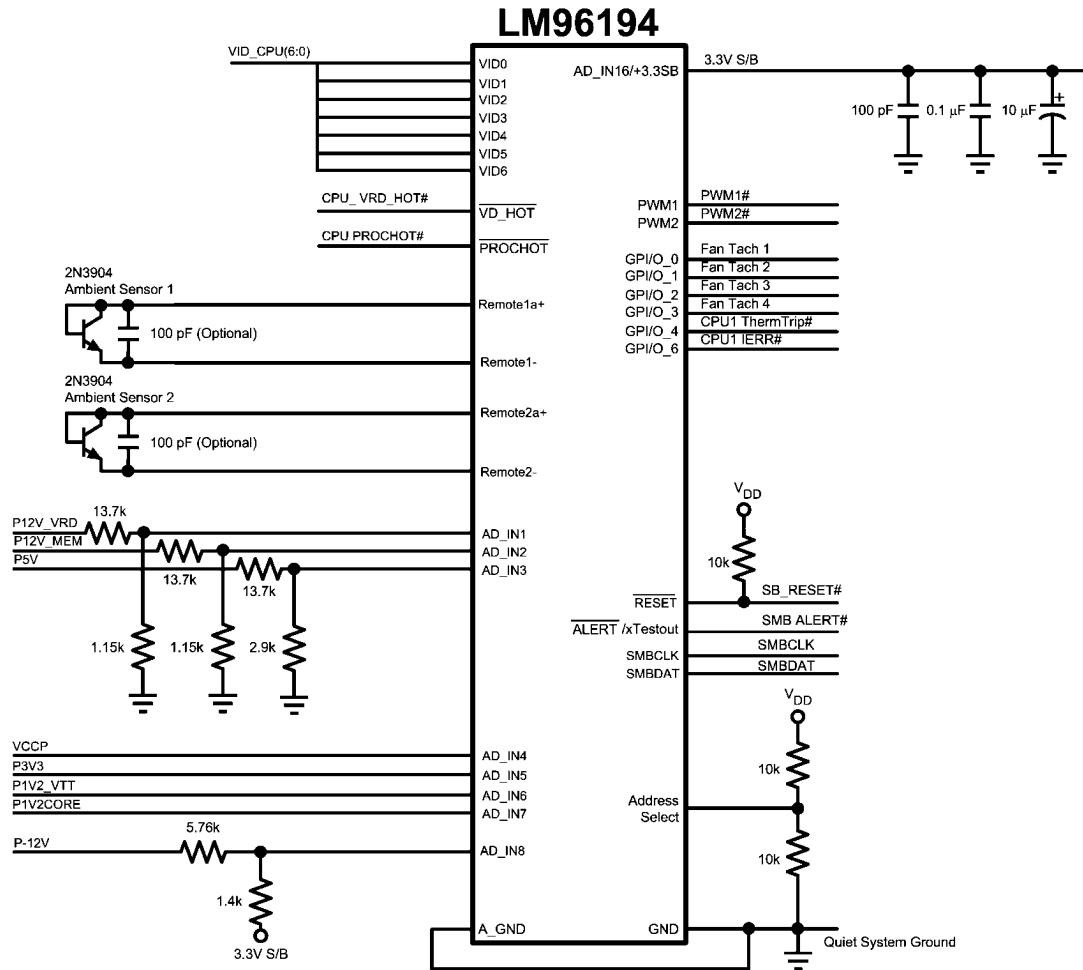 LM96194
VID_CPU(6:0)
VID0
VID1
VID2
VID3
VID4
VID5
VID6
CPU_ VRD_HOT#
VD_HOT
CPU PROCHOT#
PROCHOT
2N3904
Ambient Sensor 1
100 pF (Optional)
Remote1a+
Remote1-
2N3904
Ambient Sensor 2
100 pF (Optional)
Remote2a+
Remote2-
P12V_VRD
13.7k
AD_IN1
P12V_MEM
13.7k
AD_IN2
P5V
13.7k
AD_IN3
1.15k
1.15k
2.9k
VCCP
AD_IN4
P3V3
AD_IN5
P1V2_VTT
AD_IN6
P1V2CORE
AD_IN7
P-12V
5.76k
AD_IN8
1.4k
3.3V S/B
A_GND
AD_IN16/+3.3SB
3.3V S/B
100 pF
0.1 µF
10 µF
+
PWM1
PWM1#
PWM2
PWM2#
GPI/O_0
Fan Tach 1
GPI/O_1
Fan Tach 2
GPI/O_2
Fan Tach 3
GPI/O_3
Fan Tach 4
GPI/O_4
CPU1 ThermTrip#
GPI/O_6
CPU1 IERR#
VDD
10k
RESET
SB_RESET#
ALERT /xTestout
SMB ALERT#
SMBCLK
SMBCLK
SMBDAT
SMBDAT
VDD
10k
Address
Select
10k
GND
Quiet System Ground